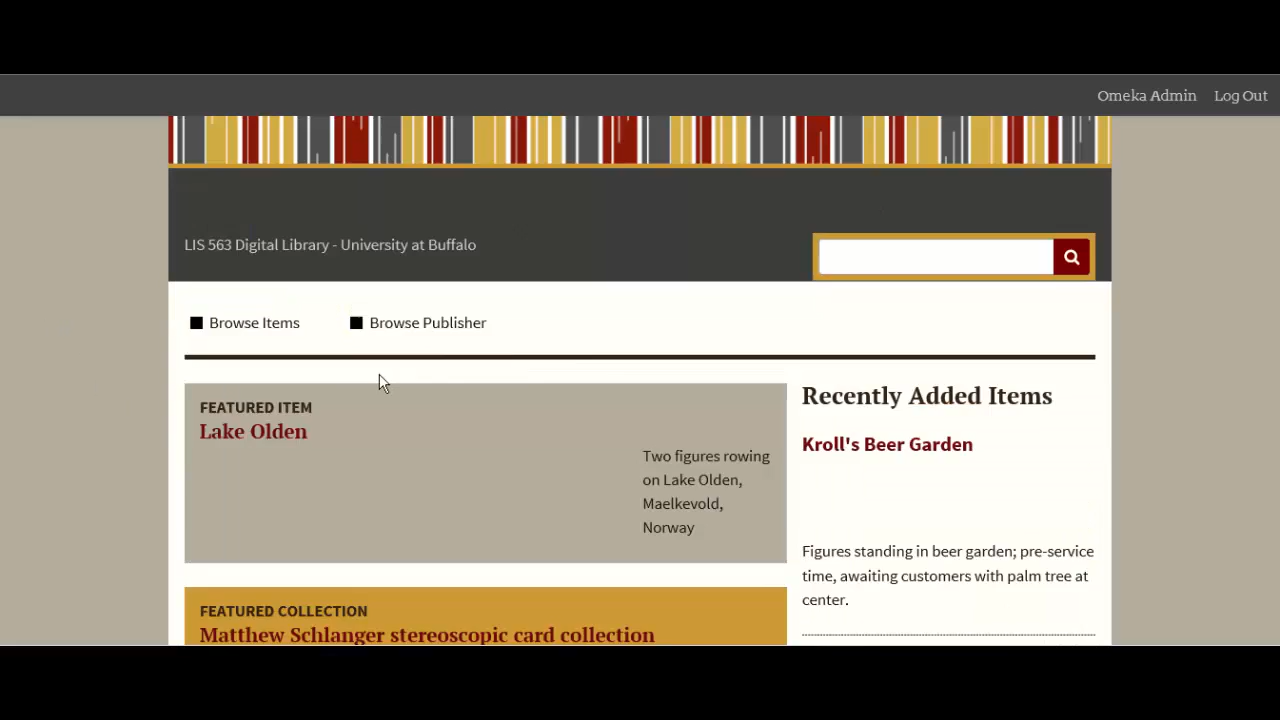 Omeka Admin Log Out
LIS 563 Digital Library - University at Buffalo
Browse Items Browse Publisher
FEATURED ITEM
Lake Olden
Two figures rowing
on Lake Olden,
Maelkevold,
Norway
FEATURED COLLECTION
Matthew Schlanger stereoscopic card collection
Recently Added Items
Kroll's Beer Garden
Figures standing in beer garden; pre-service
time, awaiting customers with palm tree at
center.